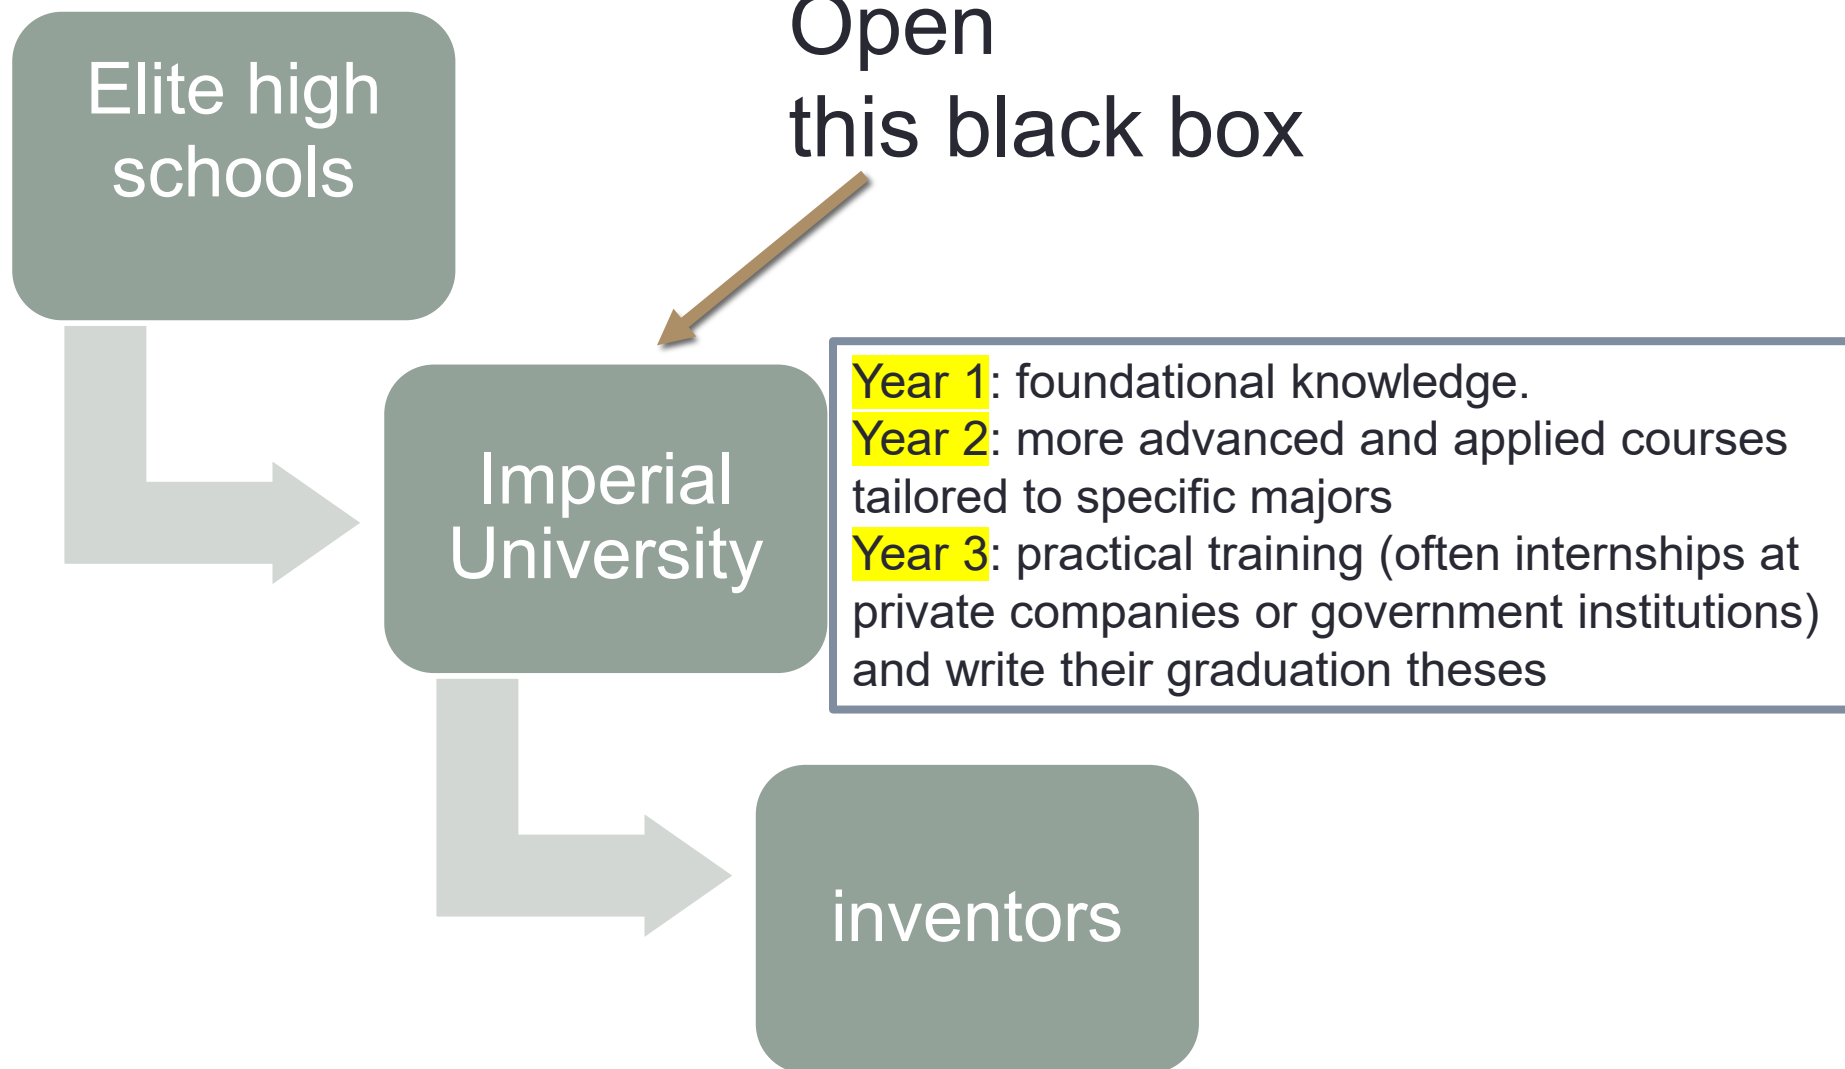 Open
this black box
Elite high
schools
Imperial
University
Year 1: foundational knowledge.
Year 2: more advanced and applied courses
tailored to specific majors
Year 3: practical training (often internships at
private companies or government institutions)
and write their graduation theses
inventors